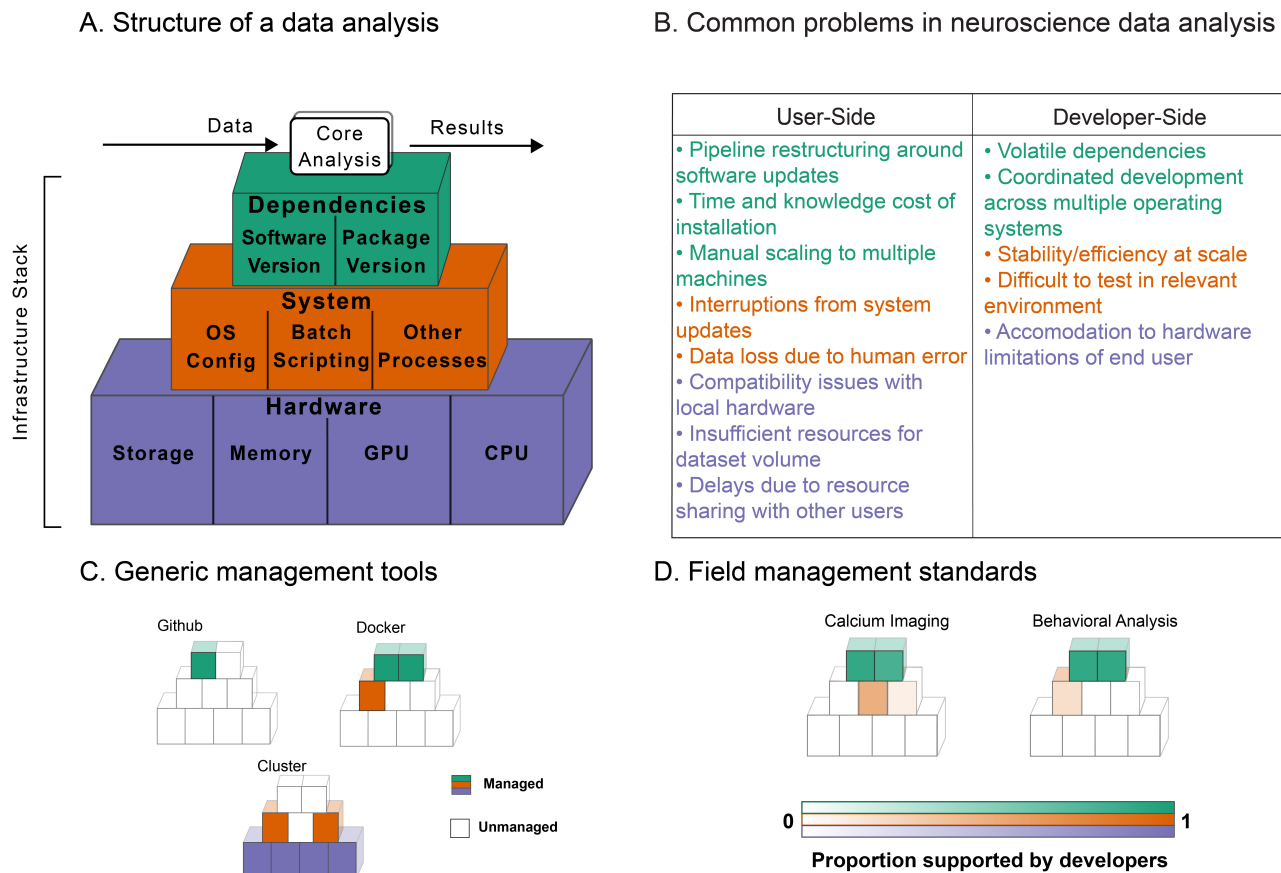 A. Structure of a data analysis
Data
Core
Analysis
Results
Infrastructure Stack
Dependencies
Software
Version
Package
Version
System
OS
Config
Batch
Scripting
Other
Processes
Hardware
Storage
Memory
GPU
CPU
B. Common problems in neuroscience data analysis
User-Side
• Pipeline restructuring around
software updates
• Time and knowledge cost of
installation
• Manual scaling to multiple
machines
• Interruptions from system
updates
• Data loss due to human error
• Compatibility issues with
local hardware
• Insufficient resources for
dataset volume
• Delays due to resource
sharing with other users
Developer-Side
• Volatile dependencies
• Coordinated development
across multiple operating
systems
• Stability/efficiency at scale
• Difficult to test in relevant
environment
• Accomodation to hardware
limitations of end user
C. Generic management tools
Github
Docker
Cluster
Managed
Unmanaged
D. Field management standards
Calcium Imaging
Behavioral Analysis
0
1
Proportion supported by developers